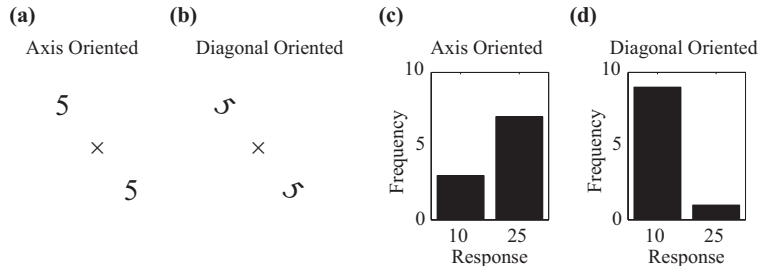 (a)
Axis Oriented
5
×
5
(b)
Diagonal Oriented
5
×
5
(c)
Axis Oriented
10
5
0
Frequency
10 25
Response
(d)
Diagonal Oriented
10
5
0
Frequency
10 25
Response